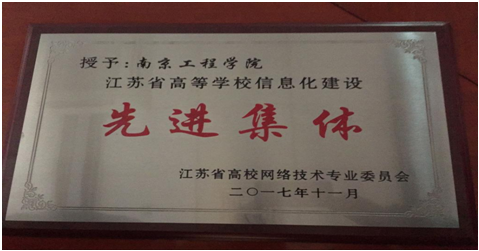 授予：南京工程学院
江苏省高等学校信息化建设
先进集体
江苏省高校网络技术专业委员会
二〇一七年十一月